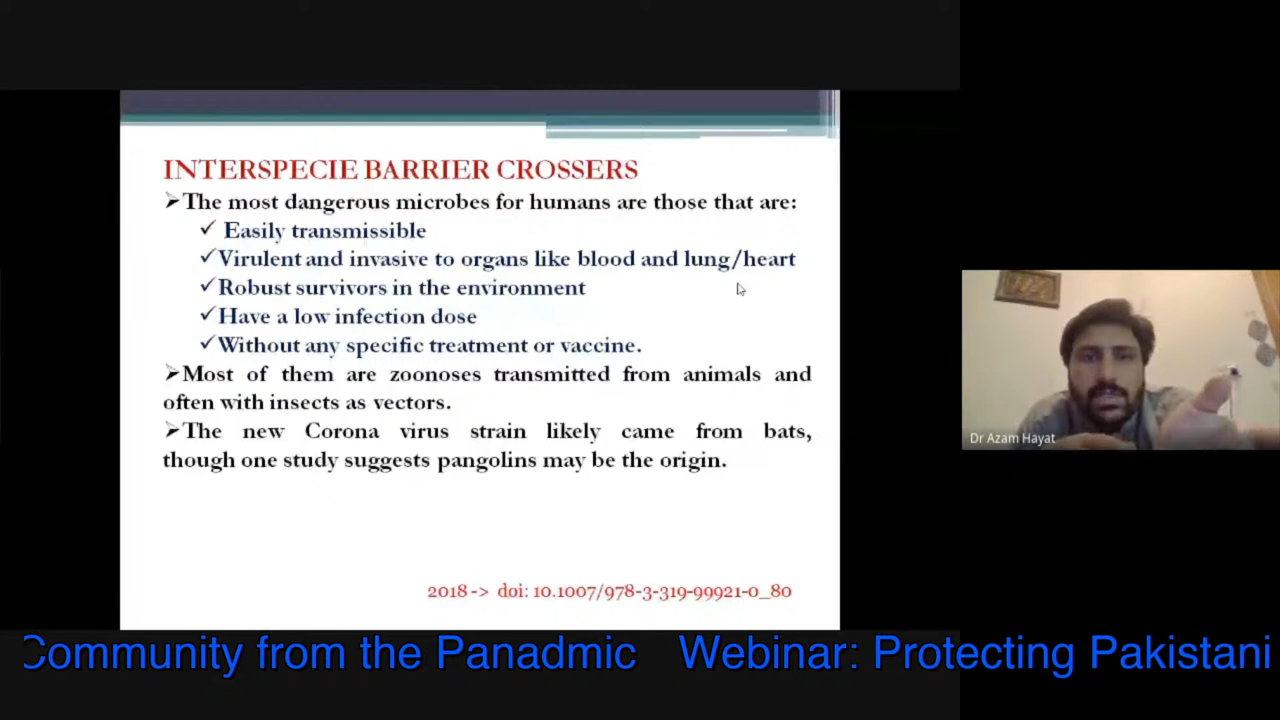 INTERSPECIE BARRIER CROSSERS
➤The most dangerous microbes for humans are those that are:
✓ Easily transmissible
✓Virulent and invasive to organs like blood and lung/heart
✓Robust survivors in the environment
✓Have a low infection dose
✓Without any specific treatment or vaccine.
➤Most of them are zoonoses transmitted from animals and
often with insects as vectors.
➤The new Corona virus strain likely came from bats,
though one study suggests pangolins may be the origin.
2018 -> doi: 10.1007/978-3-319-99921-0_80
Dr Azam Hayat
Community from the Panadmic Webinar: Protecting Pakistani